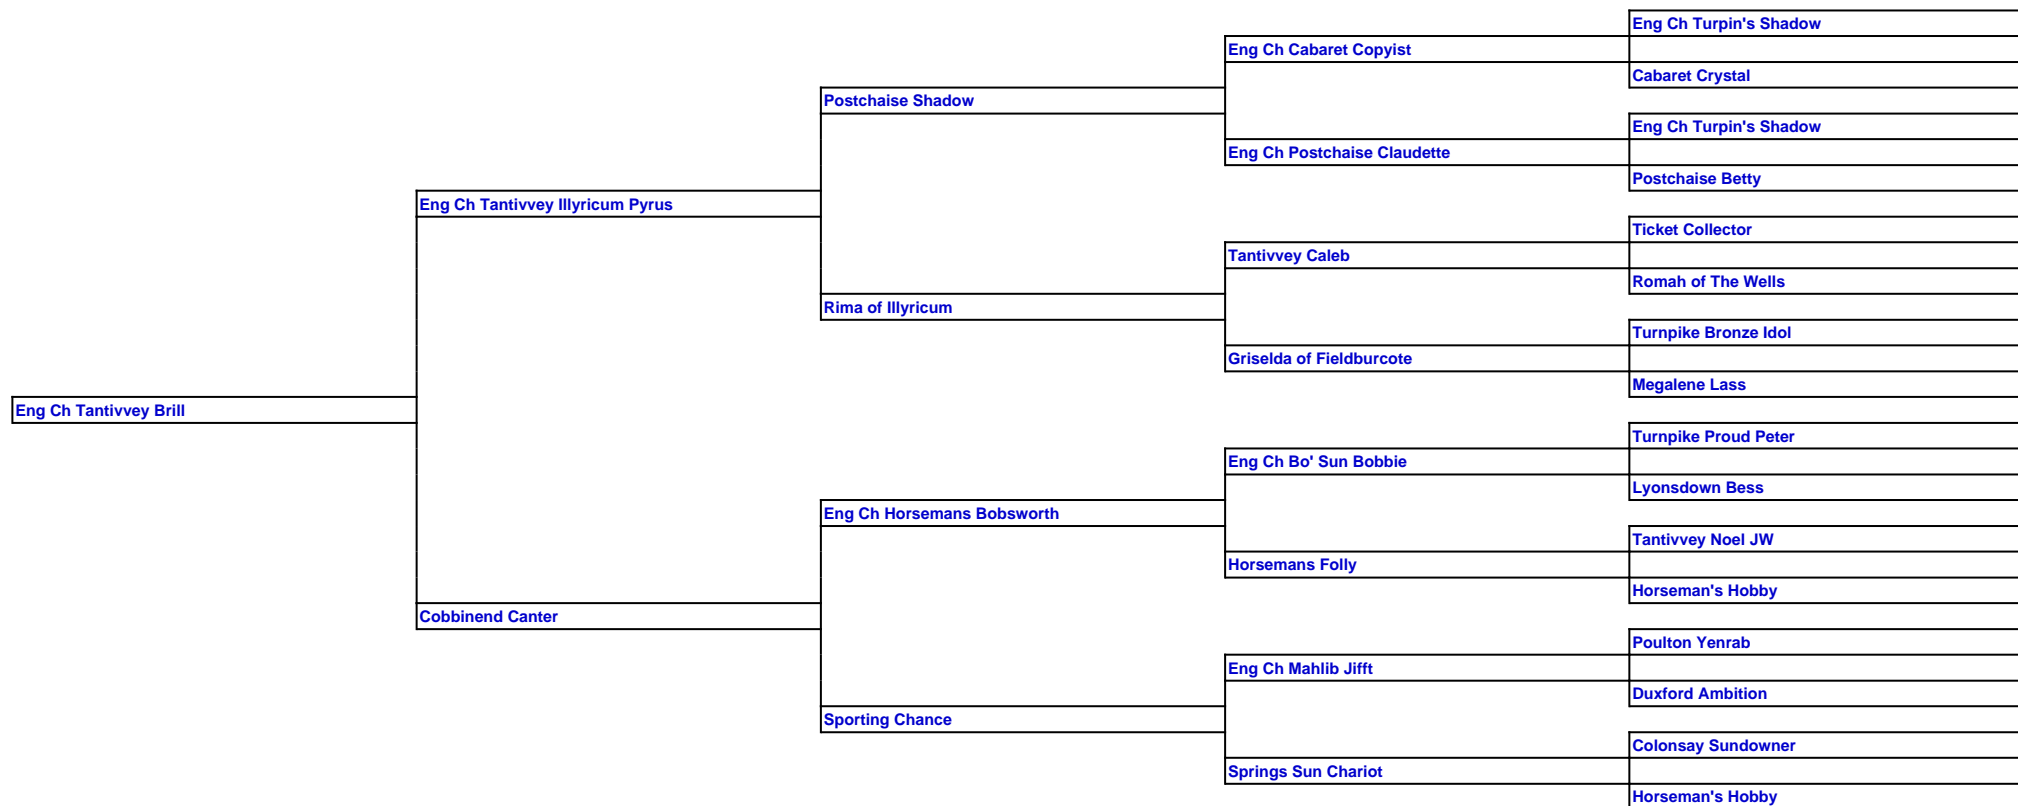 Eng Ch Turpin's Shadow
Eng Ch Cabaret Copyist
Cabaret Crystal
Postchaise Shadow
Eng Ch Turpin's Shadow
Eng Ch Postchaise Claudette
Postchaise Betty
Eng Ch Tantivvey Illyricum Pyrus
Ticket Collector
Tantivvey Caleb
Romah of The Wells
Rima of Illyricum
Turnpike Bronze Idol
Griselda of Fieldburcote
Megalene Lass
Eng Ch Tantivvey Brill
Turnpike Proud Peter
Eng Ch Bo' Sun Bobbie
Lyonsdown Bess
Eng Ch Horsemans Bobsworth
Tantivvey Noel JW
Horsemans Folly
Horseman's Hobby
Cobbinend Canter
Poulton Yenrab
Eng Ch Mahlib Jifft
Duxford Ambition
Sporting Chance
Colonsay Sundowner
Springs Sun Chariot
Horseman's Hobby